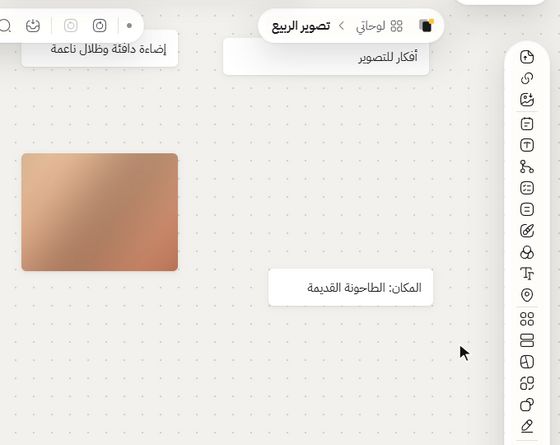 لوحاتي
تصوير الربيع
أفكار للتصوير
إضاءة دافئة وظلال ناعمة
المكان: الطاحونة القديمة